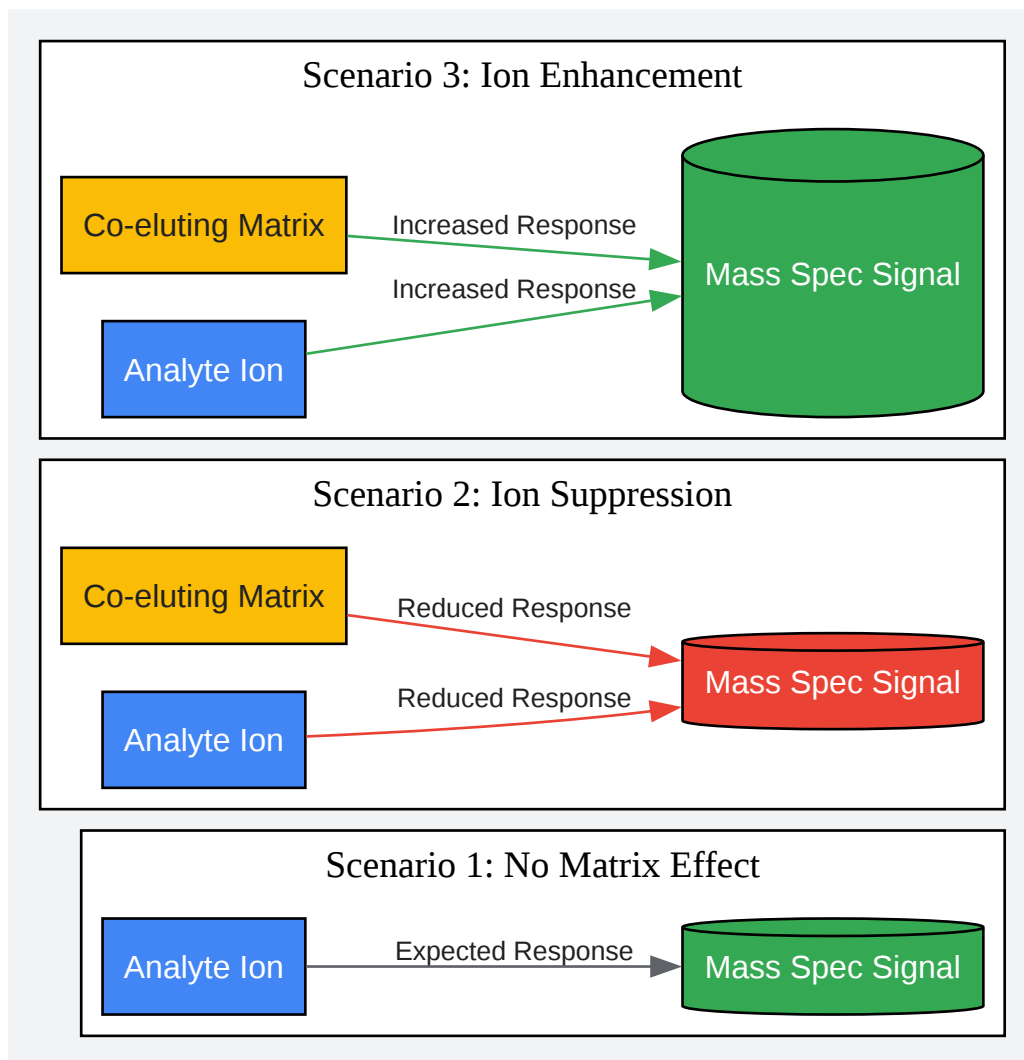 Scenario 3: Ion Enhancement
Co-eluting Matrix
Increased Response
Increased Response
Analyte Ion
Mass Spec Signal
Scenario 2: Ion Suppression
Co-eluting Matrix
Reduced Response
Reduced Response
Analyte Ion
Mass Spec Signal
Scenario 1: No Matrix Effect
Analyte Ion
Expected Response
Mass Spec Signal